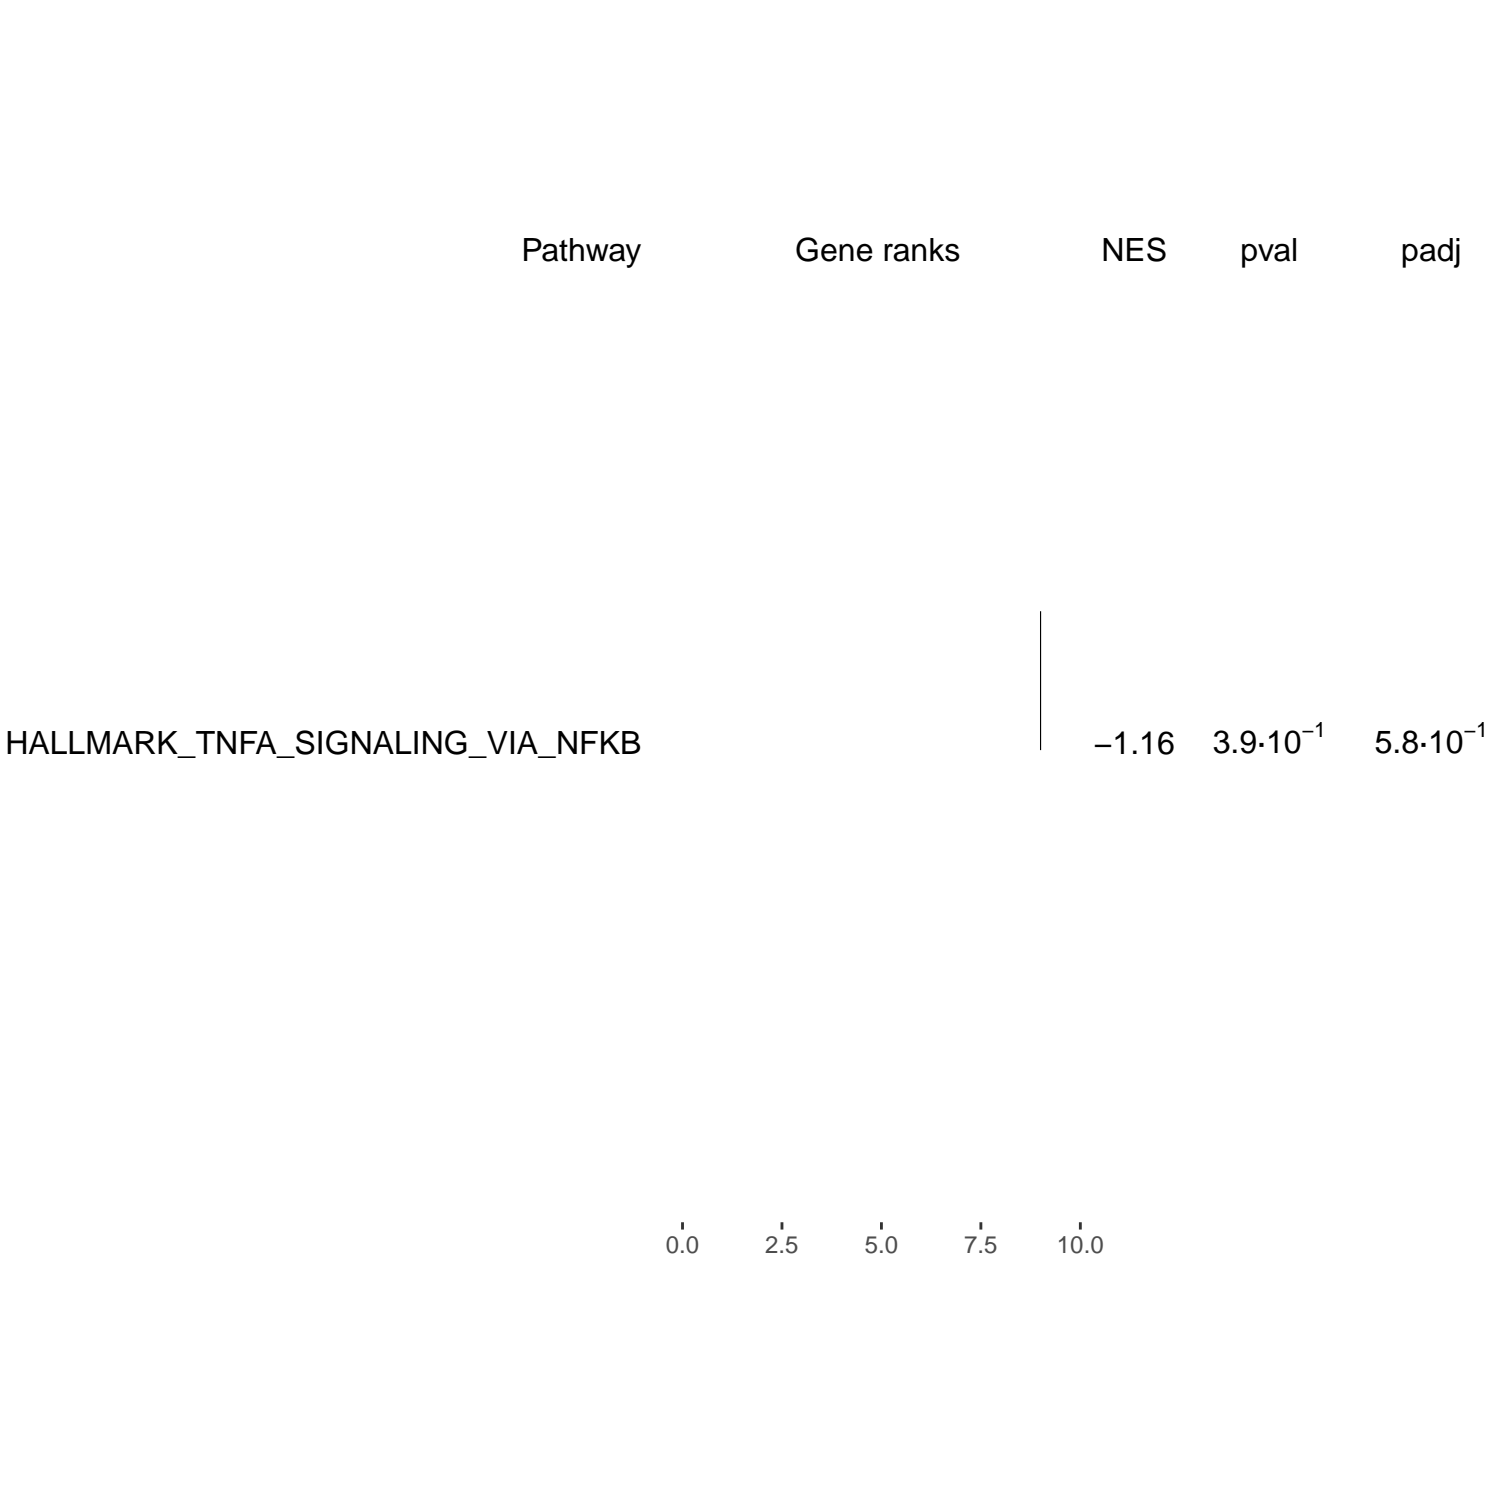 Pathway Gene ranks NES pval padj
HALLMARK_TNFA_SIGNALING_VIA_NFKB −1.16 3.9·10⁻¹ 5.8·10⁻¹
0.0 2.5 5.0 7.5 10.0